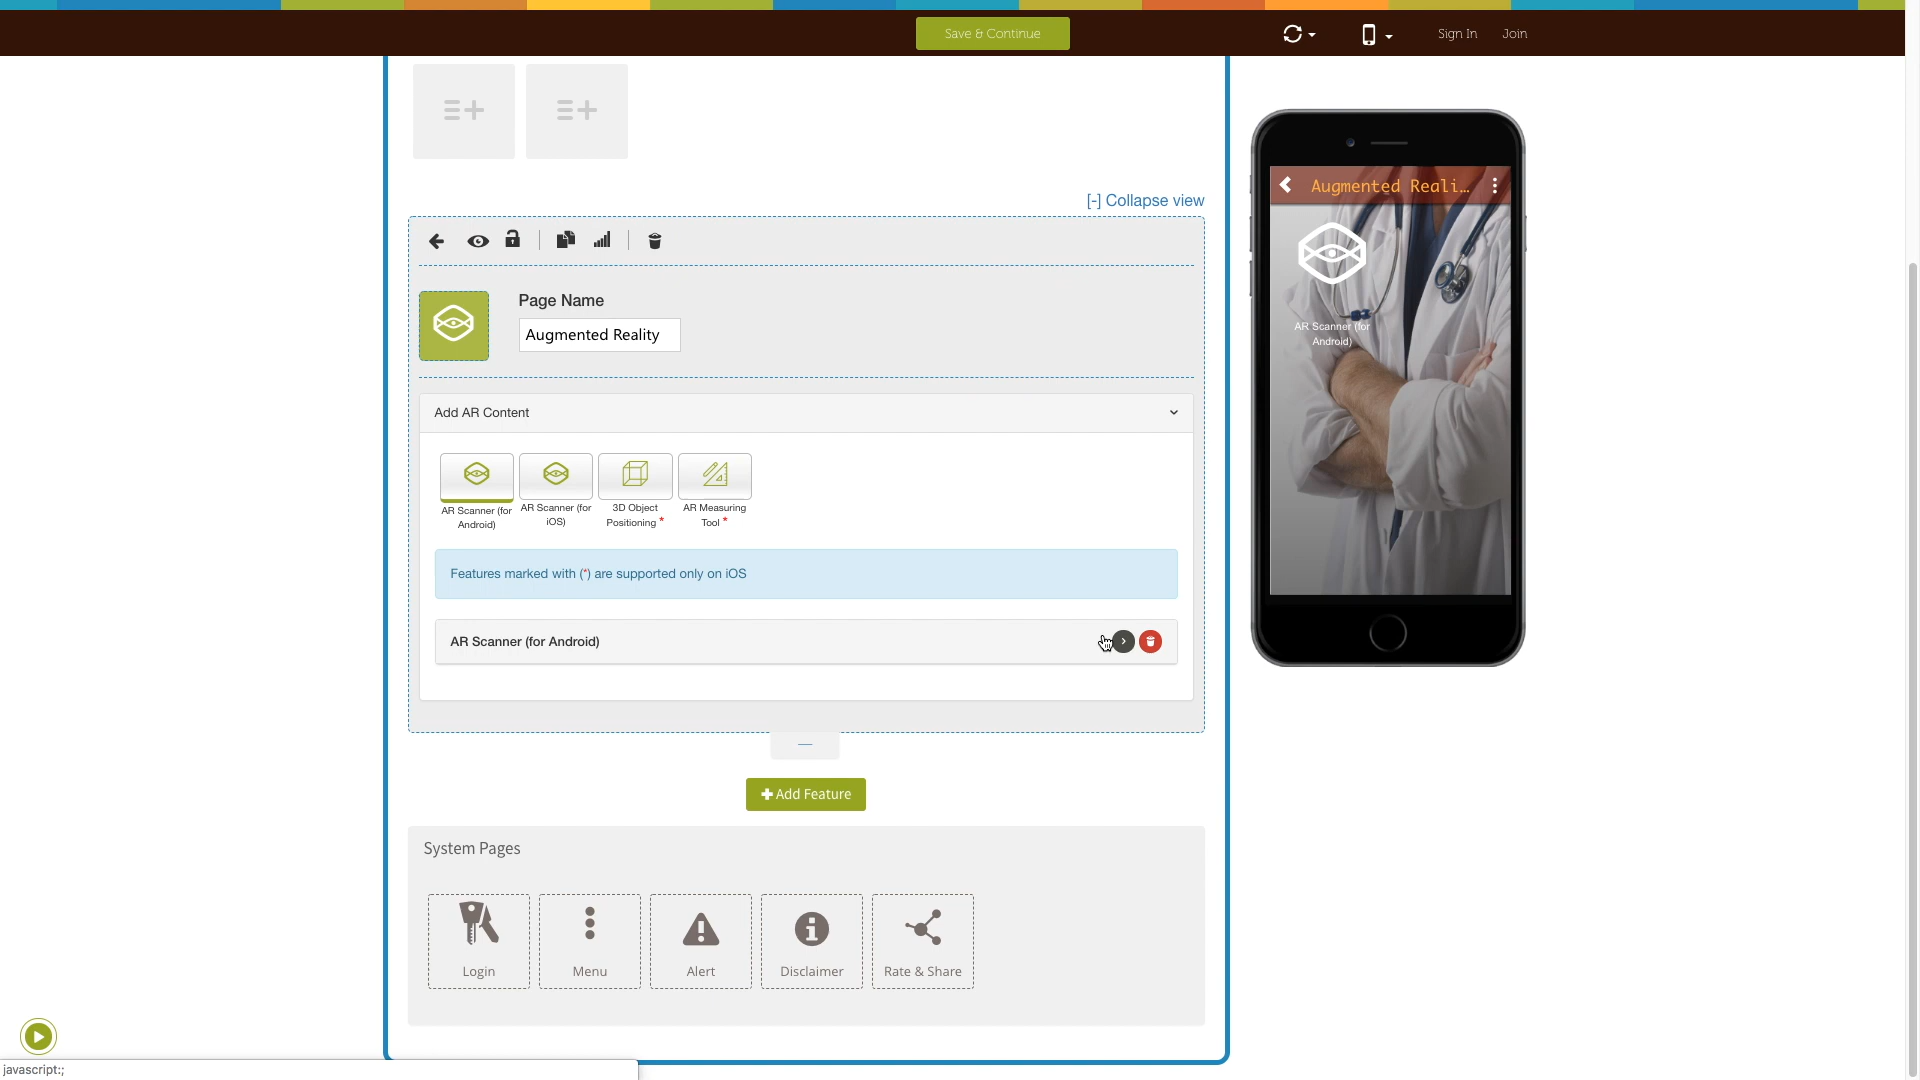 Save & Continue
Sign In
Join
[-] Collapse view
Page Name
Augmented Reality
Add AR Content
AR Scanner (for
Android)
AR Scanner (for
iOS)
3D Object
Positioning *
AR Measuring
Tool *
Features marked with (*) are supported only on iOS
AR Scanner (for Android)
—
Add Feature
System Pages
Login
Menu
Alert
Disclaimer
Rate & Share
Augmented Reali...
AR Scanner (for
Android)
javascript:;